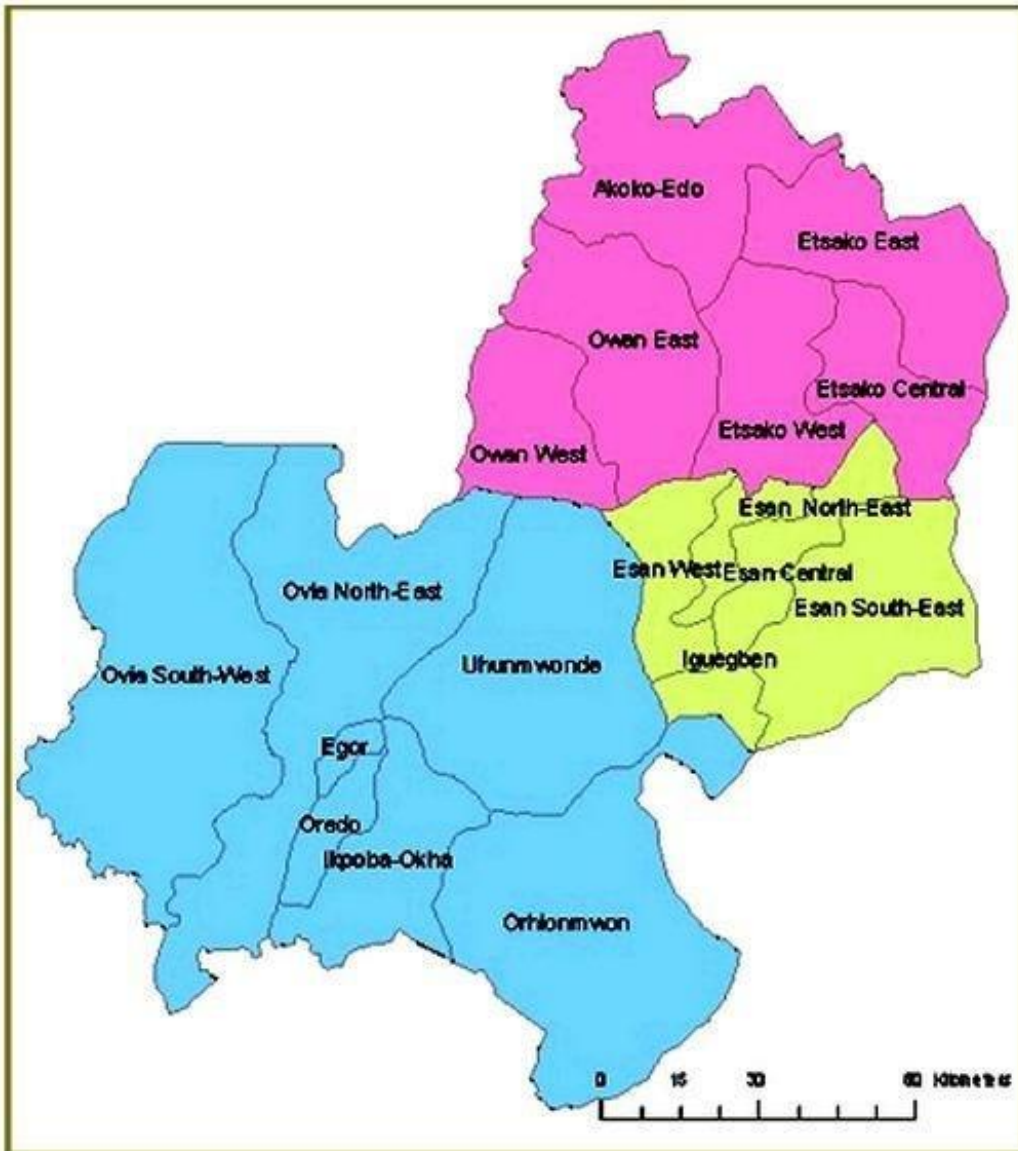 Akoko-Edo
Etsako East
Owan East
Etsako Central
Etsako West
Owan West
Esan North-East
Esan West
Esan Central
Ovia North-East
Esan South-East
Iguegben
Uhunmwonde
Ovia South-West
Egor
Oredo
Ikpoba-Okha
Orhionmwon
0 15 30 60 Kilometers